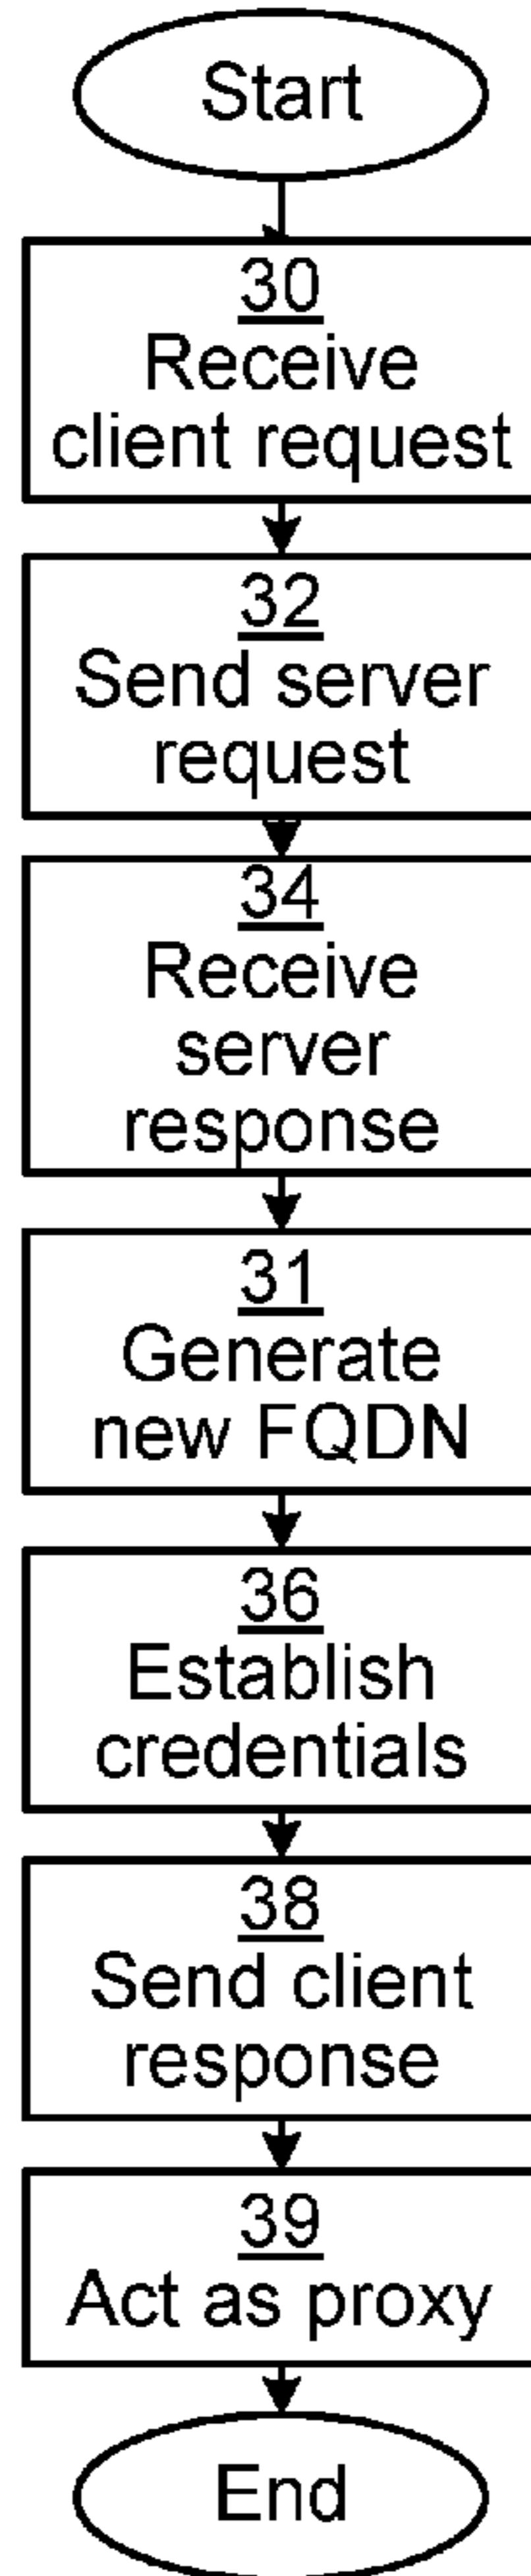 Start
30
Receive
client request
32
Send server
request
34
Receive
server
response
31
Generate
new FQDN
36
Establish
credentials
38
Send client
response
39
Act as proxy
End